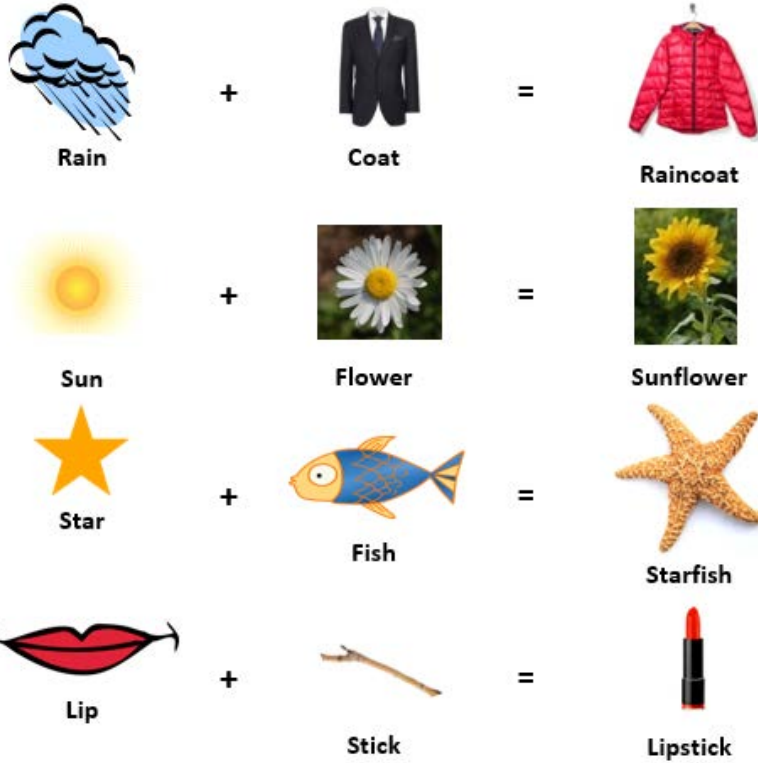 + =
Rain Coat Raincoat
+ =
Sun Flower Sunflower
+ =
Star Fish Starfish
+ =
Lip Stick Lipstick